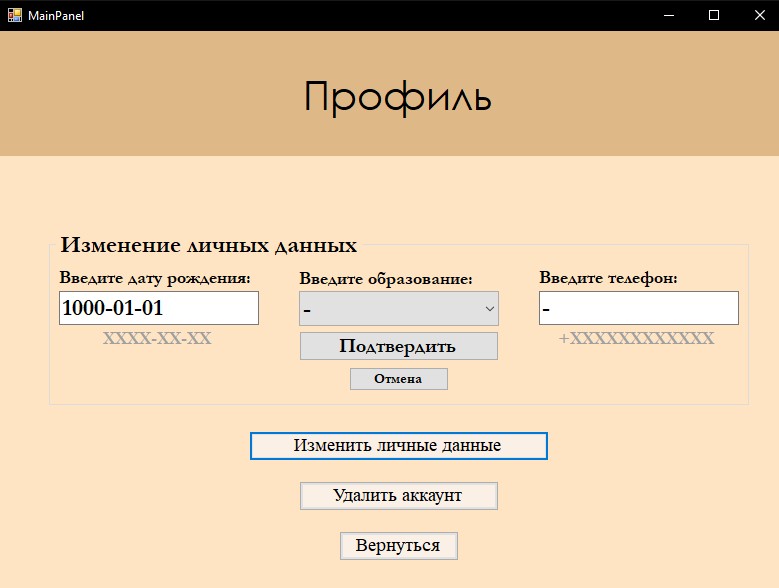 MainPanel
Профиль
Изменение личных данных
Введите дату рождения: Введите образование: Введите телефон:
1000-01-01 - -
XXXX-XX-XX Подтвердить +XXXXXXXXXXXX
Отмена
Изменить личные данные
Удалить аккаунт
Вернуться